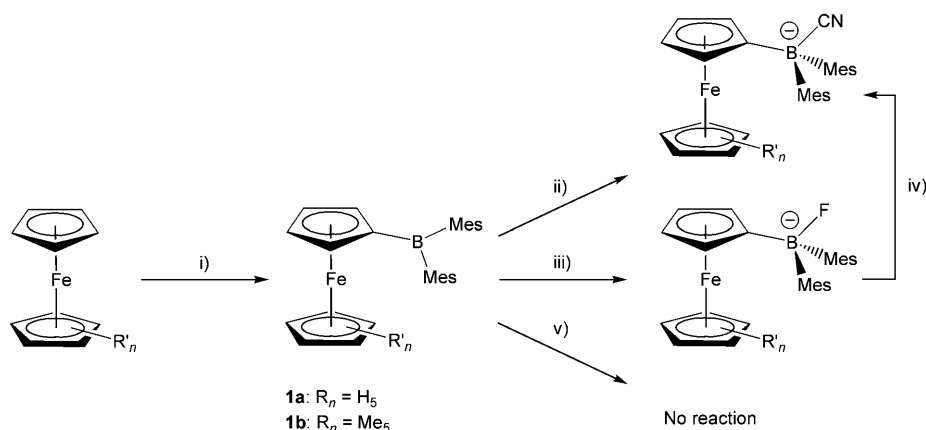 ⊖ CN
B
Mes
Mes
Fe
R'n
ii)
iv)
i)
B
Mes
Mes
iii)
⊖ F
B
Mes
Mes
Fe
Fe
Fe
v)
R'n
R'n
R'n
1a: Rn = H5
1b: Rn = Me5
No reaction